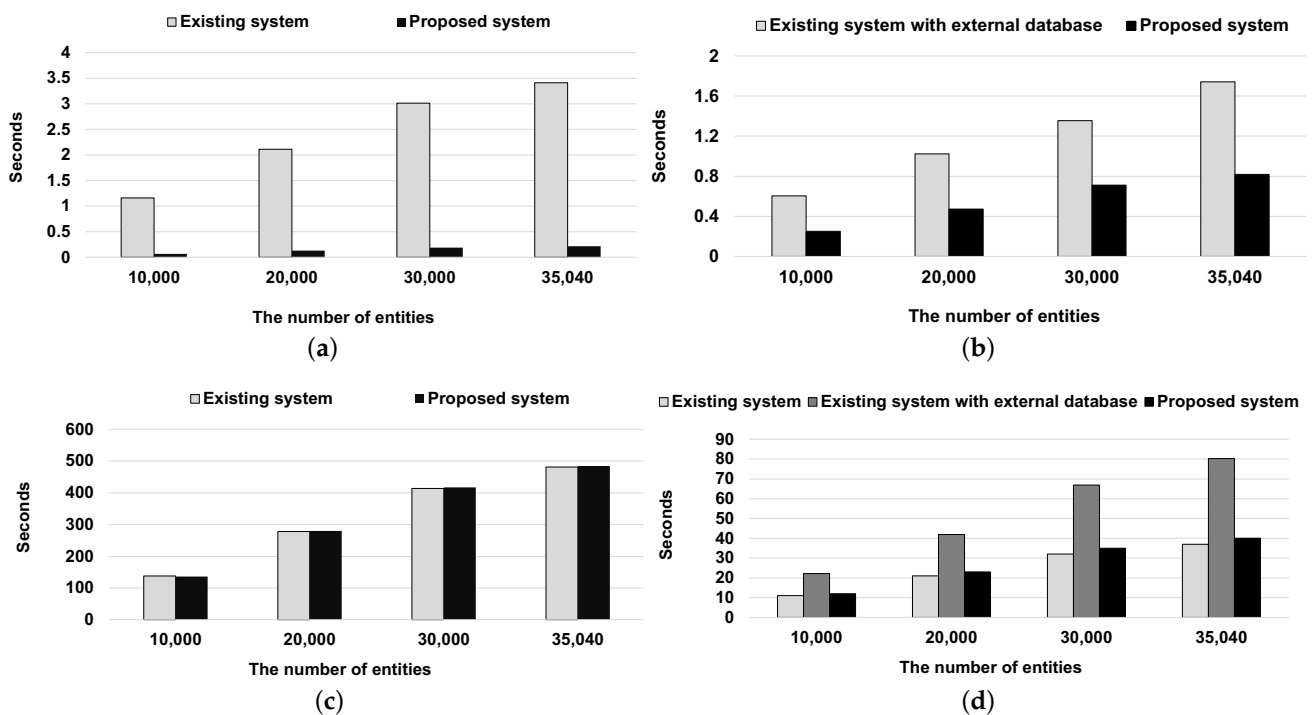 Existing system Proposed system
4
3.5
3
2.5
2
1.5
1
0.5
0
Seconds
10,000 20,000 30,000 35,040
The number of entities
(a)
Existing system with external database Proposed system
2
1.6
1.2
0.8
0.4
0
Seconds
10,000 20,000 30,000 35,040
The number of entities
(b)
Existing system Proposed system
600
500
400
300
200
100
0
Seconds
10,000 20,000 30,000 35,040
The number of entities
(c)
Existing system Existing system with external database Proposed system
90
80
70
60
50
40
30
20
10
0
Seconds
10,000 20,000 30,000 35,040
The number of entities
(d)